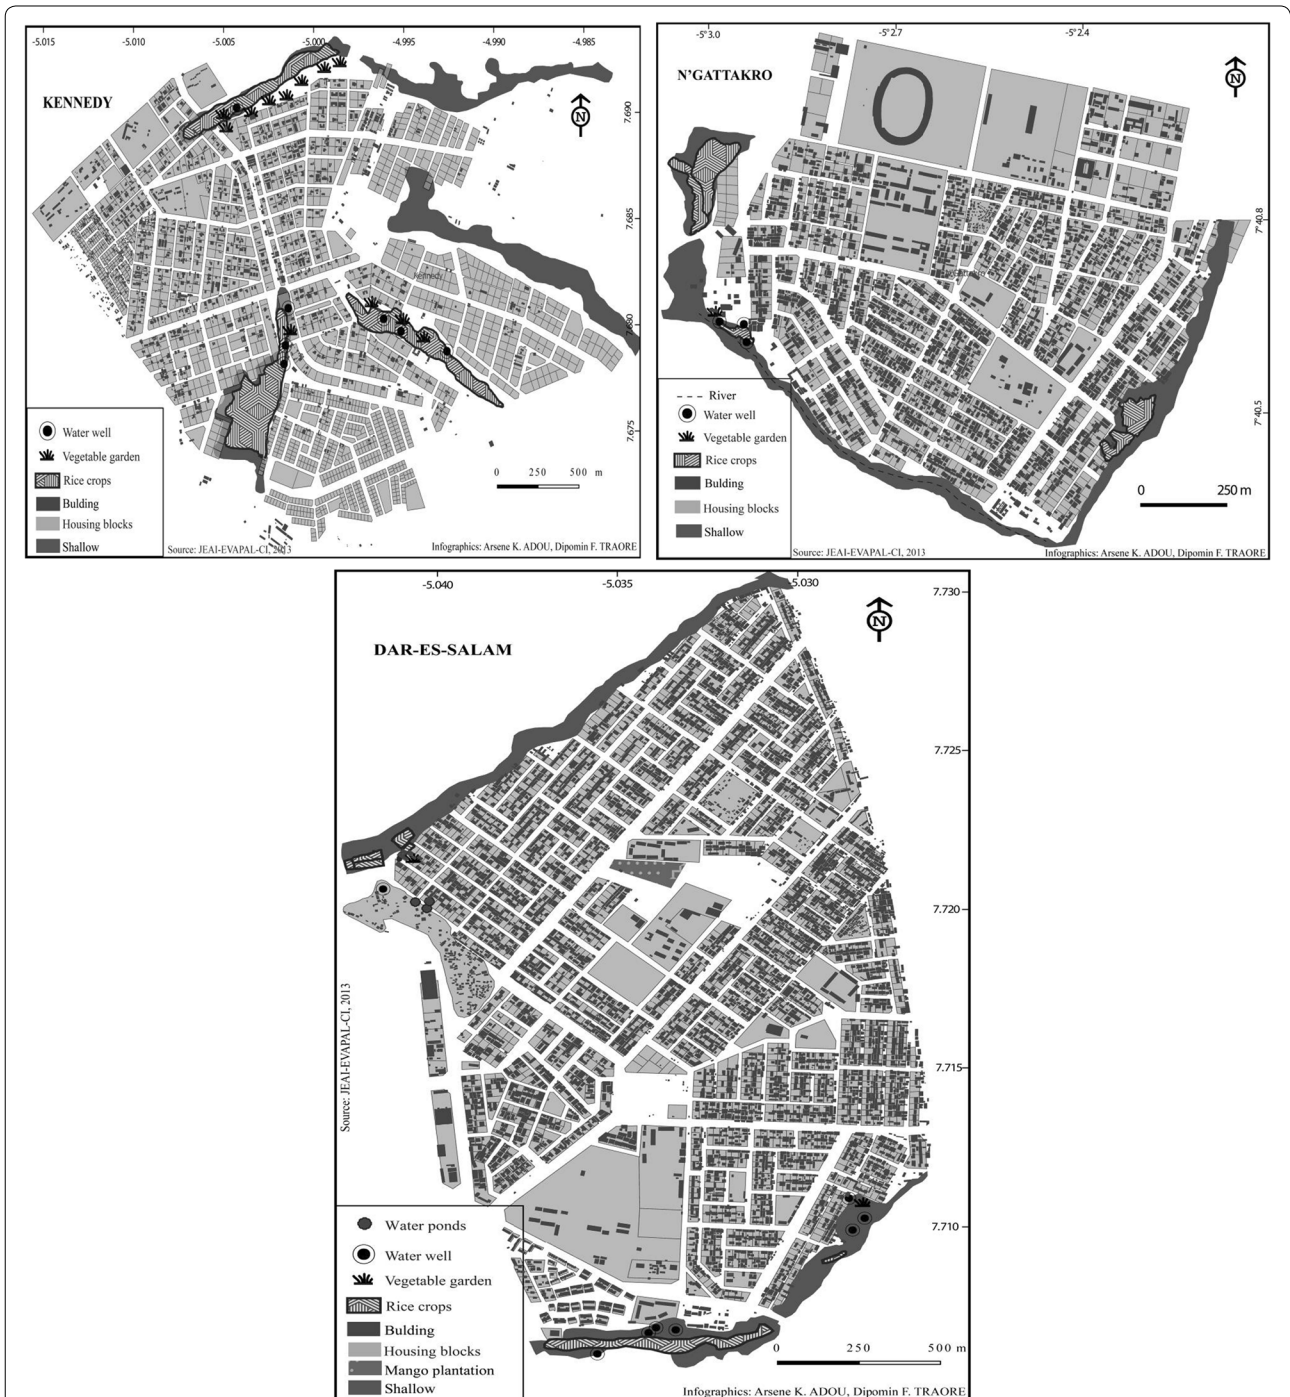 -5.015 -5.010 -5.005 -5.000 -4.995 -4.990 -4.985
KENNEDY
N
7.690
7.685
Kennedy
7.680
7.675
Water well
Vegetable garden
Rice crops
Bulding
Housing blocks
Shallow
0 250 500 m
Source: JEAI-EVAPAL-CI, 2013
Infographics: Arsene K. ADOU, Dipomin F. TRAORE
-5°3.0 -5°2.7 -5°2.4
N'GATTAKRO
N
7°40.8
N'Gattakro
7°40.5
River
Water well
Vegetable garden
Rice crops
Bulding
Housing blocks
Shallow
0 250 m
Source: JEAI-EVAPAL-CI, 2013
Infographics: Arsene K. ADOU, Dipomin F. TRAORE
-5.040 -5.035 -5.030
7.730
N
DAR-ES-SALAM
7.725
7.720
7.715
7.710
Source: JEAI-EVAPAL-CI, 2013
Water ponds
Water well
Vegetable garden
Rice crops
Bulding
Housing blocks
Mango plantation
Shallow
0 250 500 m
Infographics: Arsene K. ADOU, Dipomin F. TRAORE